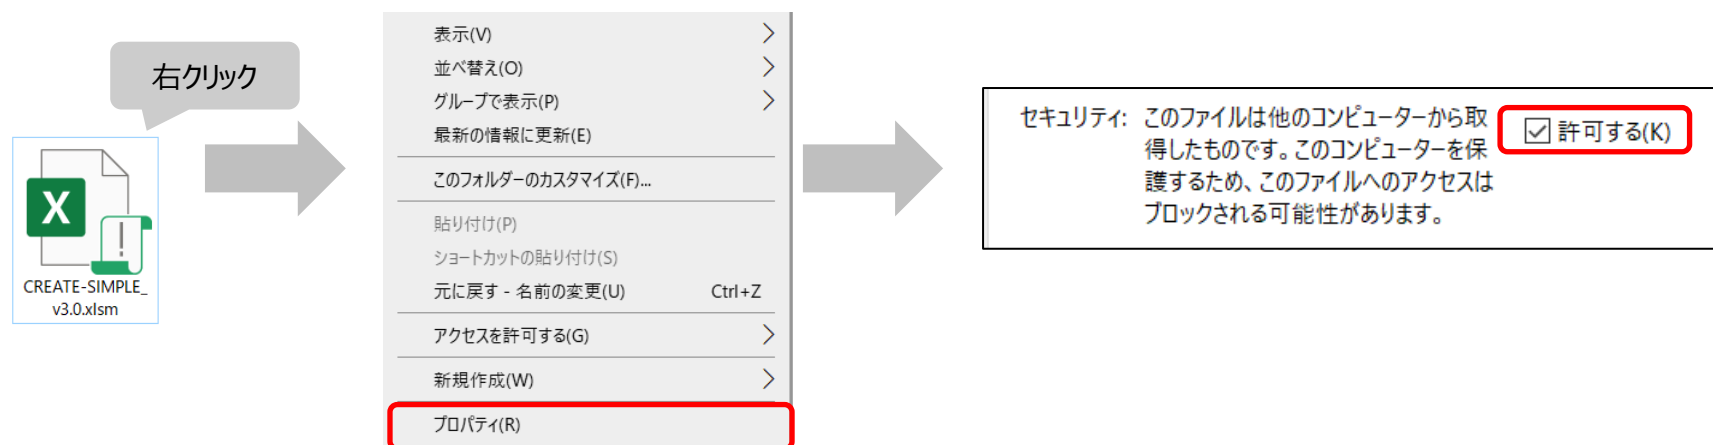 右クリック
CREATE-SIMPLE_
v3.0.xlsm
表示(V)
並べ替え(O)
グループで表示(P)
最新の情報に更新(E)
このフォルダーのカスタマイズ(F)...
貼り付け(P)
ショートカットの貼り付け(S)
元に戻す - 名前の変更(U) Ctrl+Z
アクセスを許可する(G)
新規作成(W)
プロパティ(R)
セキュリティ: このファイルは他のコンピューターから取
得したものです。このコンピューターを保
護するため、このファイルへのアクセスは
ブロックされる可能性があります。
許可する(K)